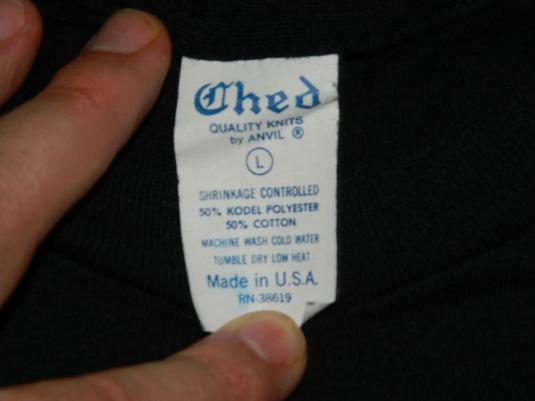 Ched
QUALITY KNITS
by ANVIL ®
L
SHRINKAGE CONTROLLED
50% KODEL POLYESTER
50% COTTON
MACHINE WASH COLD WATER
TUMBLE DRY LOW HEAT
Made in U.S.A.
RN-38619